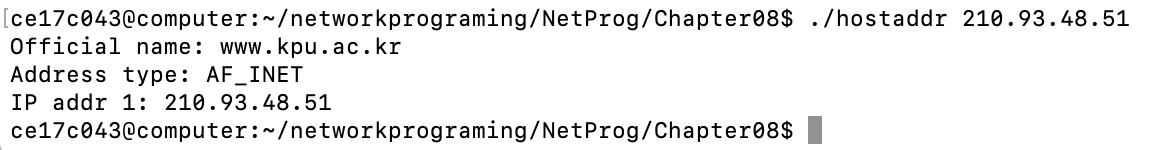 [ce17c043@computer:~/networkprograming/NetProg/Chapter08$ ./hostaddr 210.93.48.51
Official name: www.kpu.ac.kr
Address type: AF_INET
IP addr 1: 210.93.48.51
ce17c043@computer:~/networkprograming/NetProg/Chapter08$